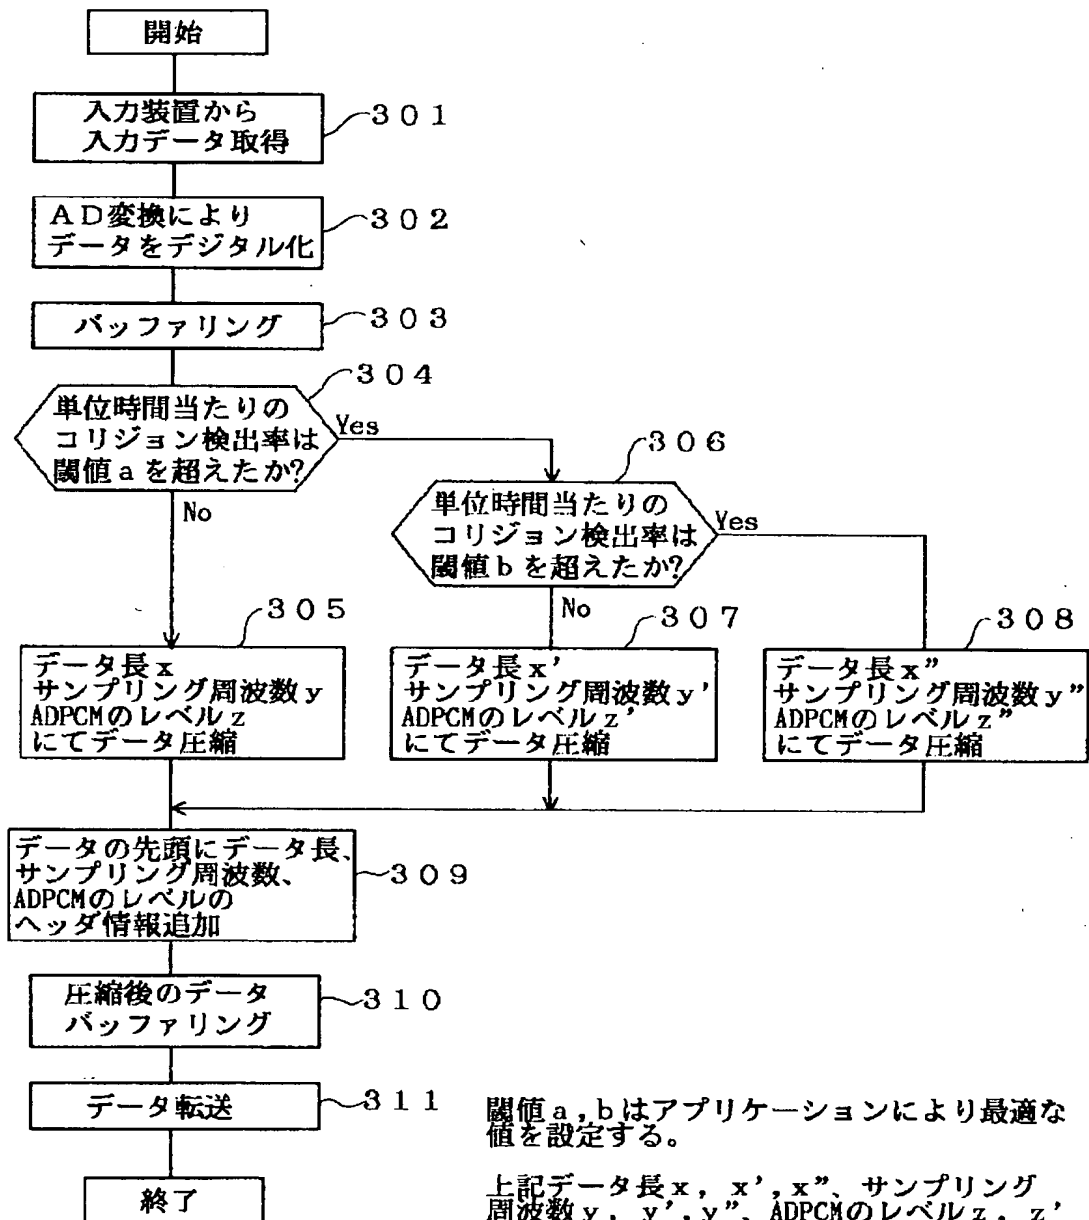 開始
入力装置から
入力データ取得
301
AD変換により
データをデジタル化
302
バッファリング
303
単位時間当たりの
コリジョン検出率は
閾値aを超えたか?
304
Yes
No
単位時間当たりの
コリジョン検出率は
閾値bを超えたか?
306
Yes
No
データ長x
サンプリング周波数y
ADPCMのレベルz
にてデータ圧縮
305
データ長x'
サンプリング周波数y'
ADPCMのレベルz'
にてデータ圧縮
307
データ長x”
サンプリング周波数y”
ADPCMのレベルz”
にてデータ圧縮
308
データの先頭にデータ長、
サンプリング周波数、
ADPCMのレベルの
ヘッダ情報追加
309
圧縮後のデータ
バッファリング
310
データ転送
311
終了
閾値a,bはアプリケーションにより最適な
値を設定する。
上記データ長x, x',x”、サンプリング
周波数y, y',y”、ADPCMのレベルz, z'